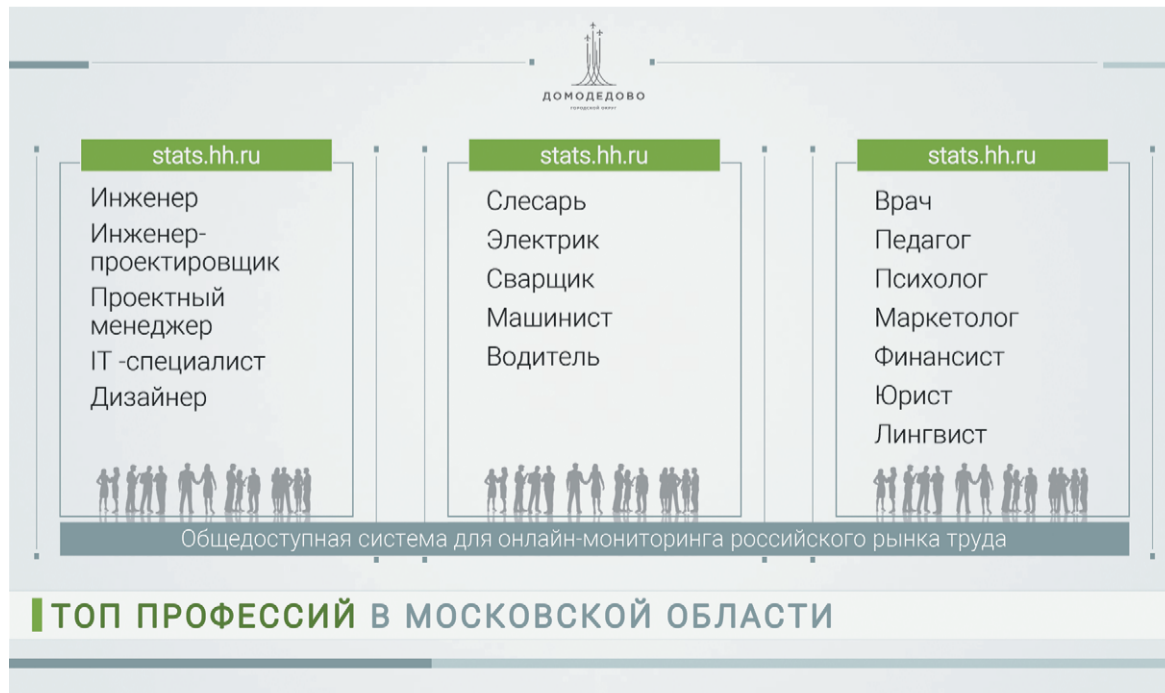 ДОМОДЕДОВО
ГОРОДСКОЙ ОКРУГ
stats.hh.ru
Инженер
Инженер-
проектировщик
Проектный
менеджер
IT -специалист
Дизайнер
stats.hh.ru
Слесарь
Электрик
Сварщик
Машинист
Водитель
stats.hh.ru
Врач
Педагог
Психолог
Маркетолог
Финансист
Юрист
Лингвист
Общедоступная система для онлайн-мониторинга российского рынка труда
ТОП ПРОФЕССИЙ В МОСКОВСКОЙ ОБЛАСТИ